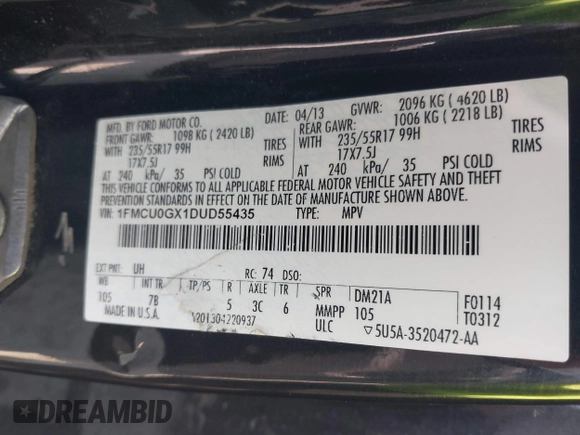 MFD. BY FORD MOTOR CO.
04/13 GVWR: 2096 KG ( 4620 LB)
FRONT GAWR: 1098 KG ( 2420 LB)
REAR GAWR: 1006 KG ( 2218 LB)
WITH 235/55R17 99H TIRES
WITH 235/55R17 99H TIRES
17X7.5J RIMS
17X7.5J RIMS
AT 240 kPa/ 35 PSI COLD
AT 240 kPa/ 35 PSI COLD
THIS VEHICLE CONFORMS TO ALL APPLICABLE FEDERAL MOTOR VEHICLE SAFETY AND THEFT
PREVENTION STANDARDS IN EFFECT ON THE DATE OF MANUFACTURE SHOWN ABOVE.
VIN: 1FMCU0GX1DUD55435 TYPE: MPV
EXT PNT: UH RC: 74 DSO:
WB TP/PS R AXLE TR SPR DM21A F0114
105 7B 5 3C 6 MMPP 105 T0312
MADE IN U.S.A. ULC ▽5U5A-3520472-AA
DREAMBID